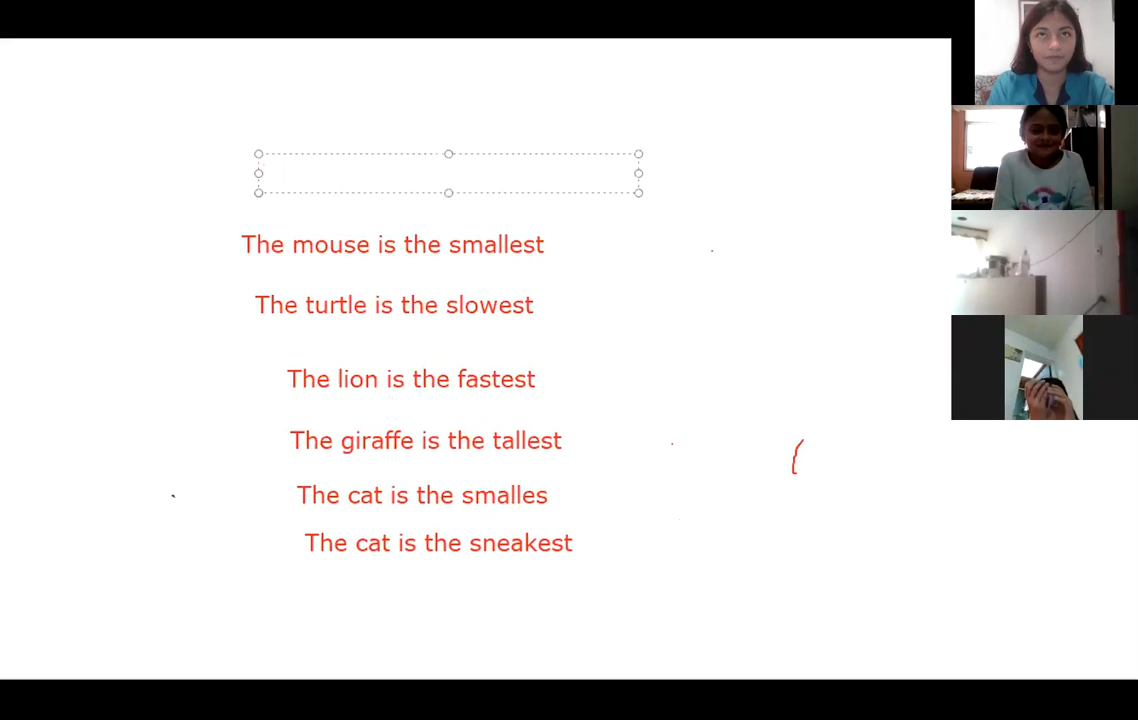 The mouse is the smallest
The turtle is the slowest
The lion is the fastest
The giraffe is the tallest
The cat is the smalles
The cat is the sneakest